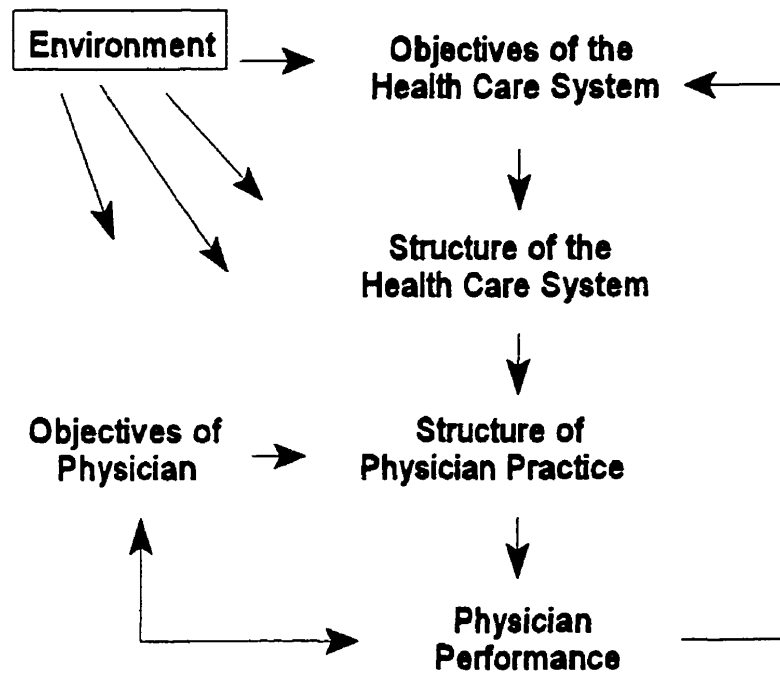 Environment
Objectives of the
Health Care System
Structure of the
Health Care System
Objectives of
Physician
Structure of
Physician Practice
Physician
Performance